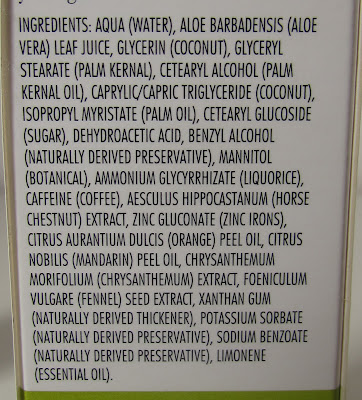 INGREDIENTS: AQUA (WATER), ALOE BARBADENSIS (ALOE
VERA) LEAF JUICE, GLYCERIN (COCONUT), GLYCERYL
STEARATE (PALM KERNAL), CETEARYL ALCOHOL (PALM
KERNAL OIL), CAPRYLIC/CAPRIC TRIGLYCERIDE (COCONUT),
ISOPROPYL MYRISTATE (PALM OIL), CETEARYL GLUCOSIDE
(SUGAR), DEHYDROACETIC ACID, BENZYL ALCOHOL
(NATURALLY DERIVED PRESERVATIVE), MANNITOL
(BOTANICAL), AMMONIUM GLYCYRRHIZATE (LIQUORICE),
CAFFEINE (COFFEE), AESCULUS HIPPOCASTANUM (HORSE
CHESTNUT) EXTRACT, ZINC GLUCONATE (ZINC IRONS),
CITRUS AURANTIUM DULCIS (ORANGE) PEEL OIL, CITRUS
NOBILIS (MANDARIN) PEEL OIL, CHRYSANTHEMUM
MORIFOLIUM (CHRYSANTHEMUM) EXTRACT, FOENICULUM
VULGARE (FENNEL) SEED EXTRACT, XANTHAN GUM
(NATURALLY DERIVED THICKENER), POTASSIUM SORBATE
(NATURALLY DERIVED PRESERVATIVE), SODIUM BENZOATE
(NATURALLY DERIVED PRESERVATIVE), LIMONENE
(ESSENTIAL OIL).